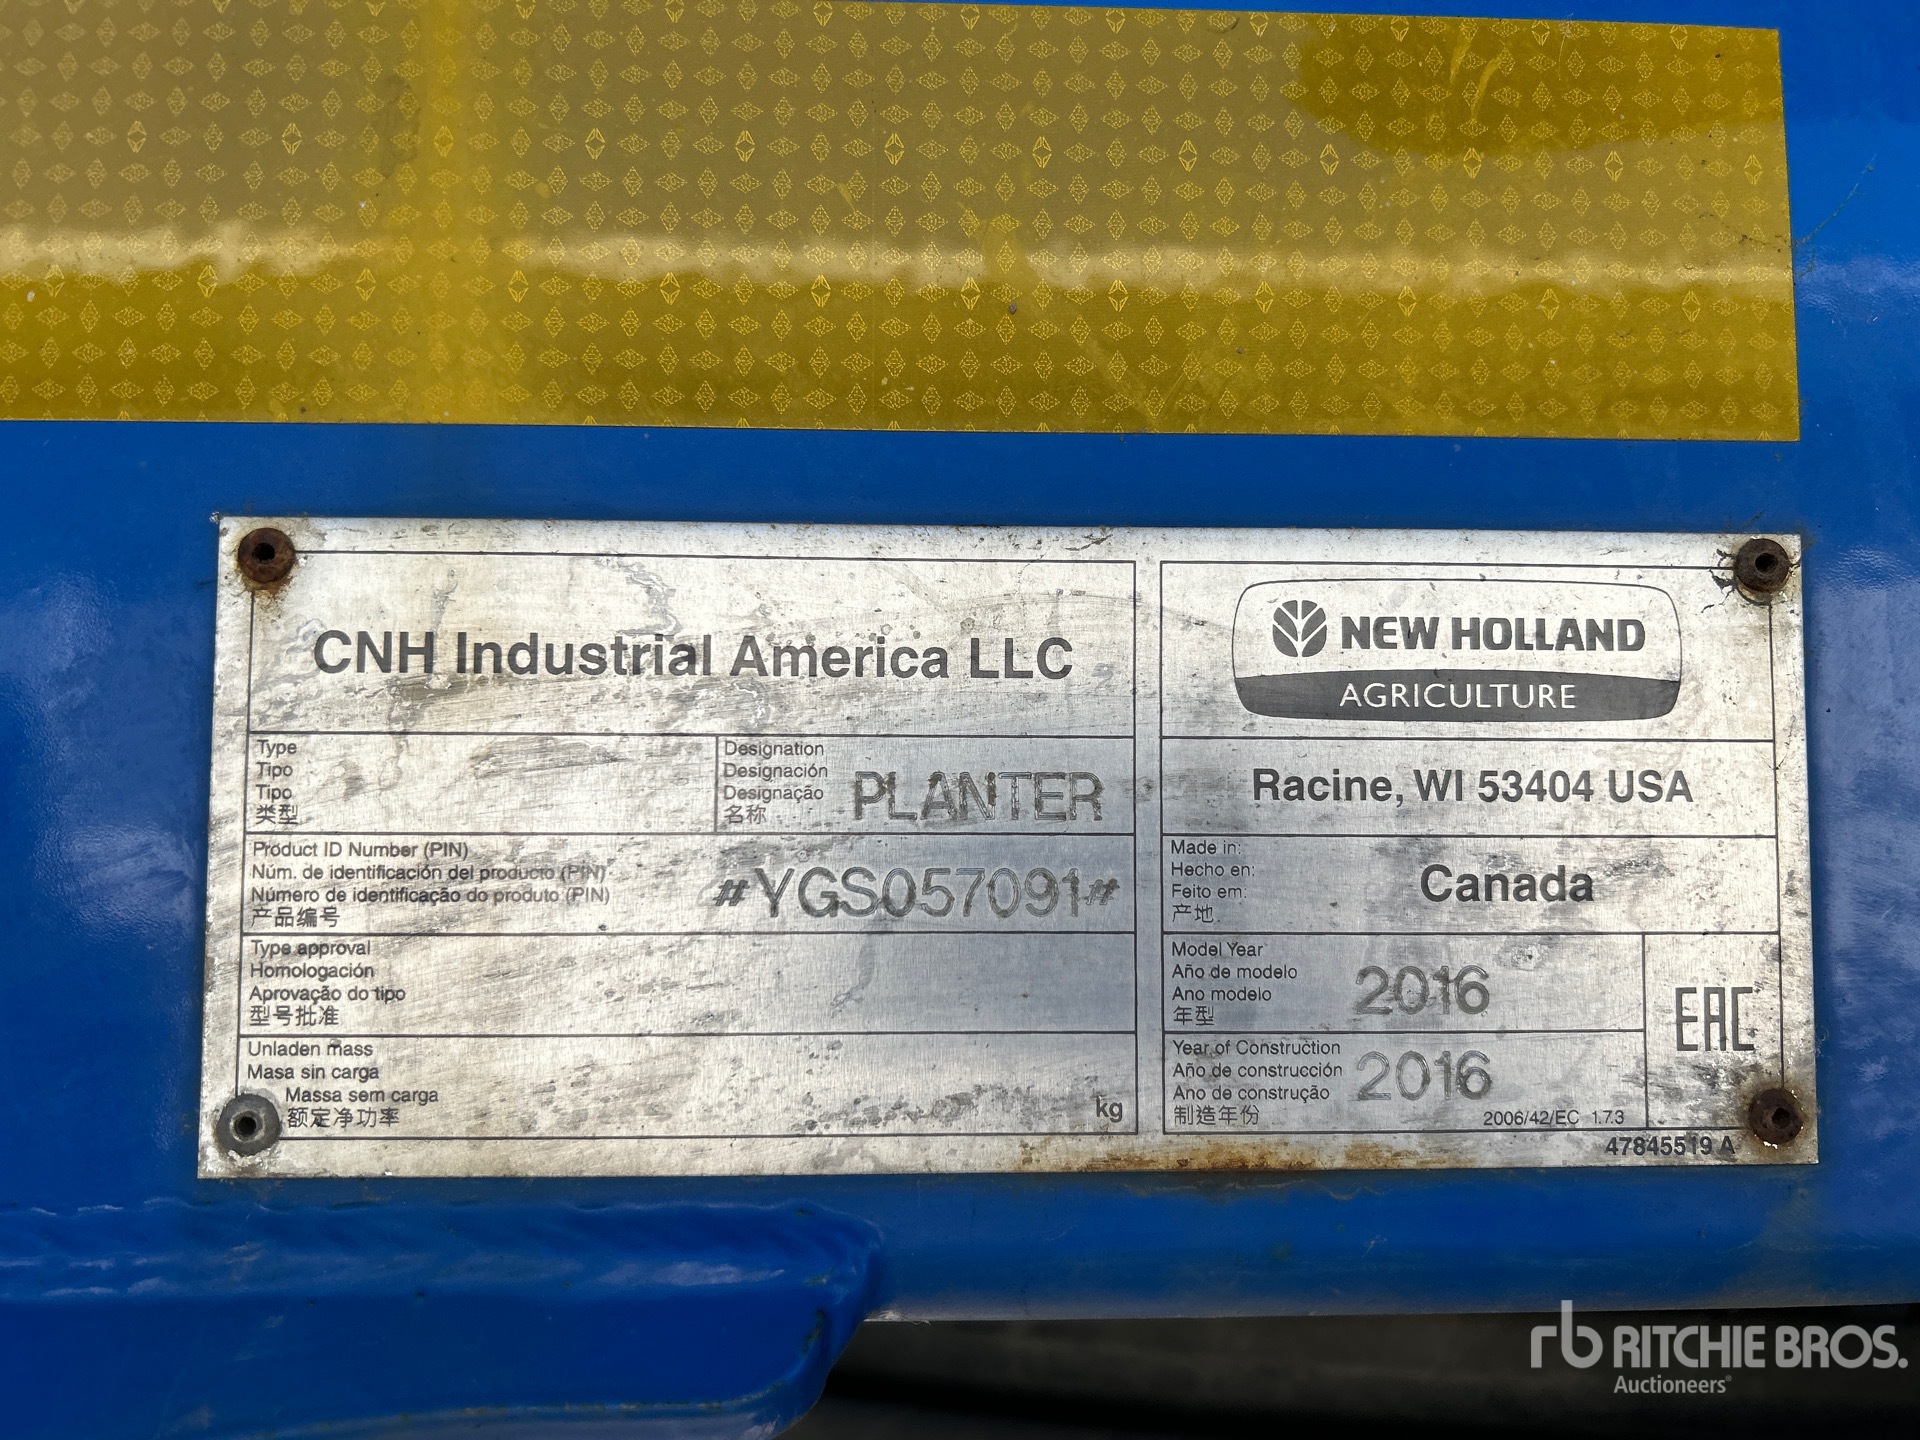 CNH Industrial America LLC
Type
Tipo
Tipo
类型
Designation
Designación
Designação
名称
PLANTER
Product ID Number (PIN)
Núm. de identificación del producto (PIN)
Número de identificação do produto (PIN)
产品编号
#YGS057091#
Type approval
Homologación
Aprovação do tipo
型号批准
Unladen mass
Masa sin carga
Massa sem carga
额定净功率
kg
NEW HOLLAND
AGRICULTURE
Racine, WI 53404 USA
Made in:
Hecho en:
Feito em:
产地
Canada
Model Year
Año de modelo
Ano modelo
年型
2016
Year of Construction
Año de construcción
Ano de construção
制造年份
2016
2006/42/EC 1.7.3
EAC
47845519 A
rb RITCHIE BROS.
Auctioneers®